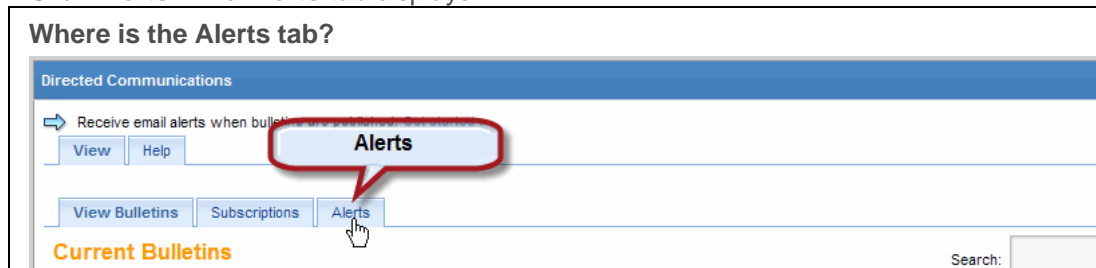 Where is the Alerts tab?
Directed Communications
Receive email alerts when bulletins are published.
View Help
Alerts
View Bulletins Subscriptions Alerts
Current Bulletins
Search: